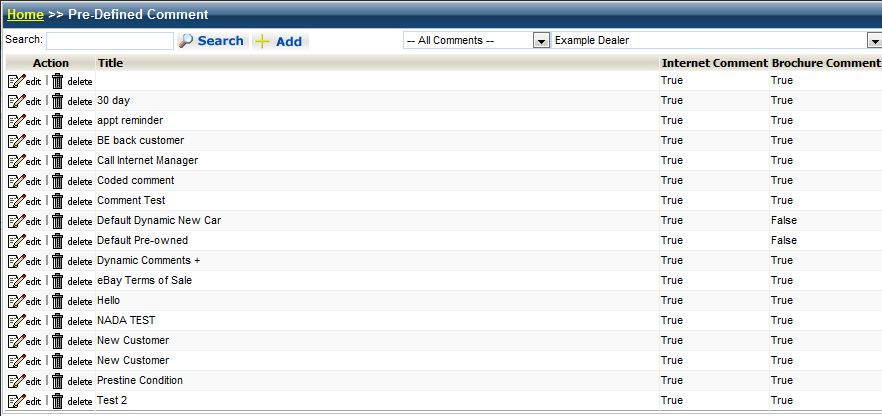 Home >> Pre-Defined Comment
Search: Search Add -- All Comments -- Example Dealer
Action Title Internet Comment Brochure Comment
edit | delete True True
edit | delete 30 day True True
edit | delete appt reminder True True
edit | delete BE back customer True True
edit | delete Call Internet Manager True True
edit | delete Coded comment True True
edit | delete Comment Test True True
edit | delete Default Dynamic New Car True False
edit | delete Default Pre-owned True False
edit | delete Dynamic Comments + True True
edit | delete eBay Terms of Sale True True
edit | delete Hello True True
edit | delete NADA TEST True True
edit | delete New Customer True True
edit | delete New Customer True True
edit | delete Prestine Condition True True
edit | delete Test 2 True True